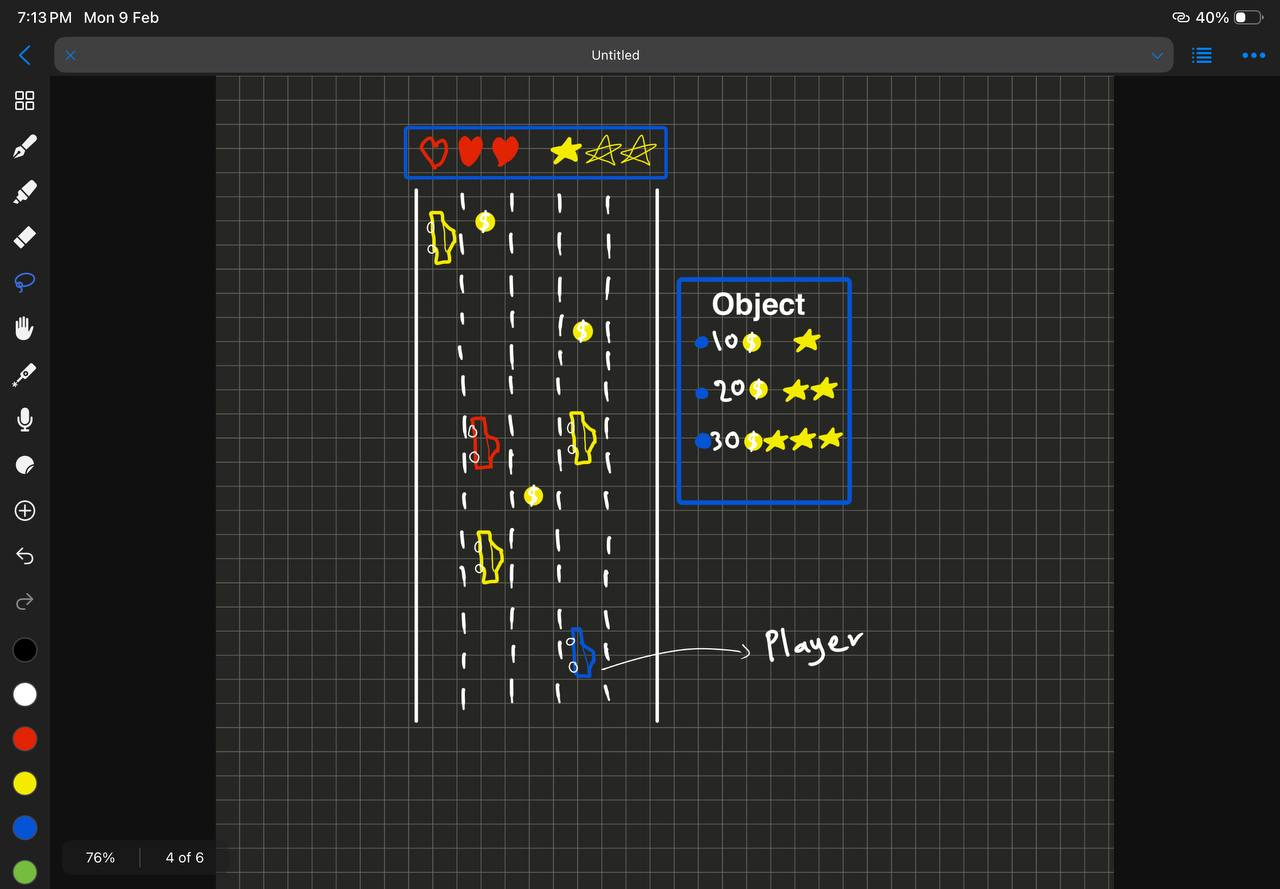 7:13 PM Mon 9 Feb
40%
Untitled
$
Object
10 $
$
20 $
30 $
$
Player
76%
4 of 6